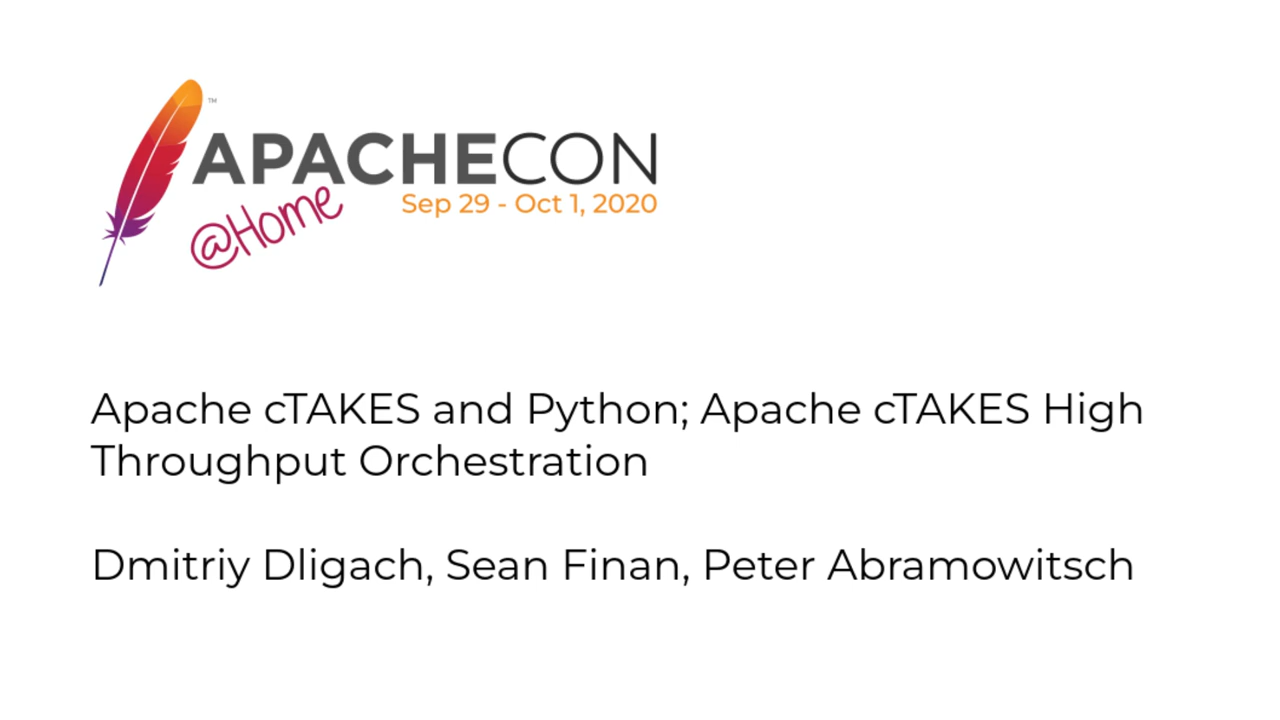 ™
APACHECON
@Home
Sep 29 - Oct 1, 2020
Apache cTAKES and Python; Apache cTAKES High
Throughput Orchestration
Dmitriy Dligach, Sean Finan, Peter Abramowitsch